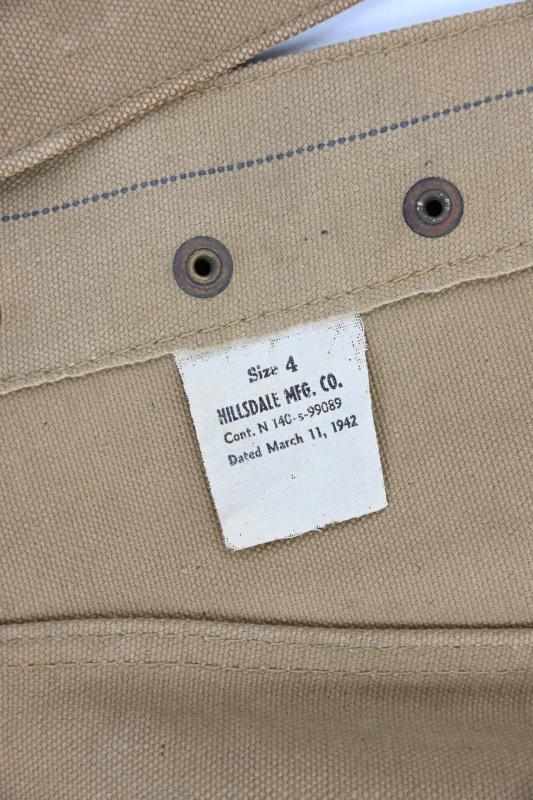 Size 4
HILLSDALE MFG. CO.
Cont. N 140-s-99089
Dated March 11, 1942